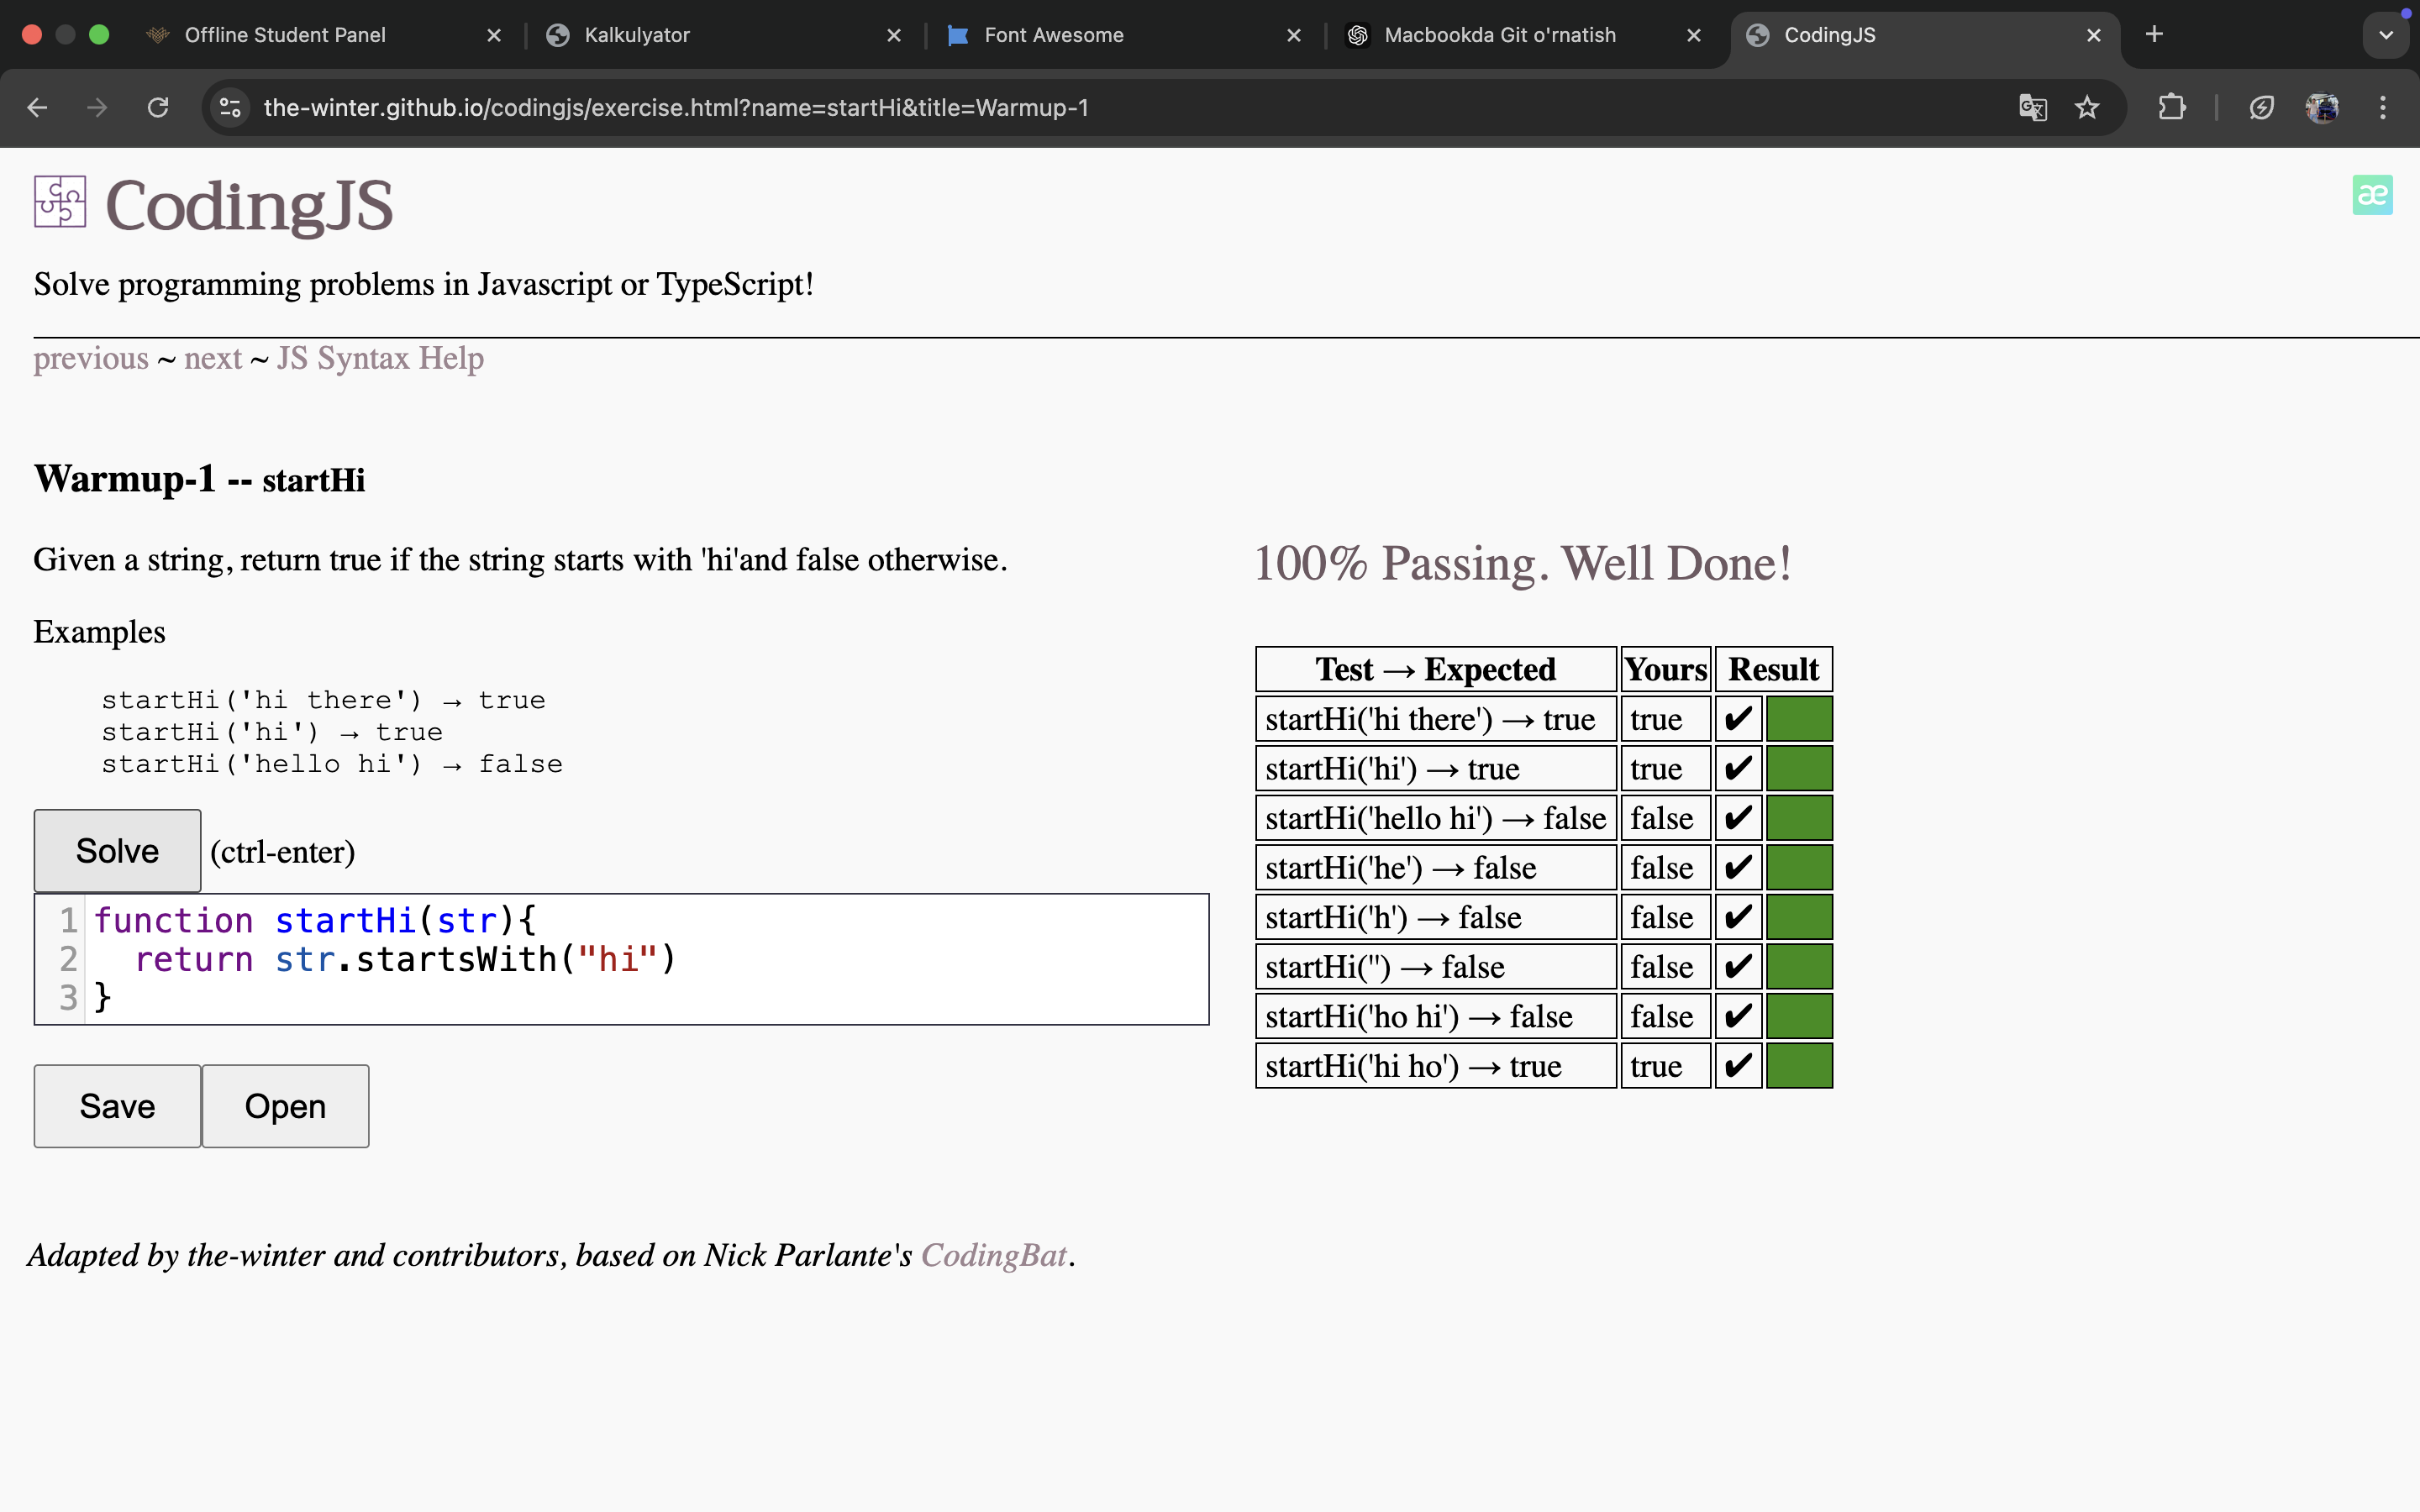 Offline Student Panel
Kalkulyator
Font Awesome
Macbookda Git o'rnatish
CodingJS
the-winter.github.io/codingjs/exercise.html?name=startHi&title=Warmup-1
CodingJS
æ
Solve programming problems in Javascript or TypeScript!
previous ~ next ~ JS Syntax Help
Warmup-1 -- startHi
Given a string, return true if the string starts with 'hi'and false otherwise.
Examples
startHi('hi there') → true
startHi('hi') → true
startHi('hello hi') → false
Solve (ctrl-enter)
1 function startHi(str){
2 return str.startsWith("hi")
3 }
Save Open
100% Passing. Well Done!
Test → Expected Yours Result
startHi('hi there') → true true ✔
startHi('hi') → true true ✔
startHi('hello hi') → false false ✔
startHi('he') → false false ✔
startHi('h') → false false ✔
startHi('') → false false ✔
startHi('ho hi') → false false ✔
startHi('hi ho') → true true ✔
Adapted by the-winter and contributors, based on Nick Parlante's CodingBat.